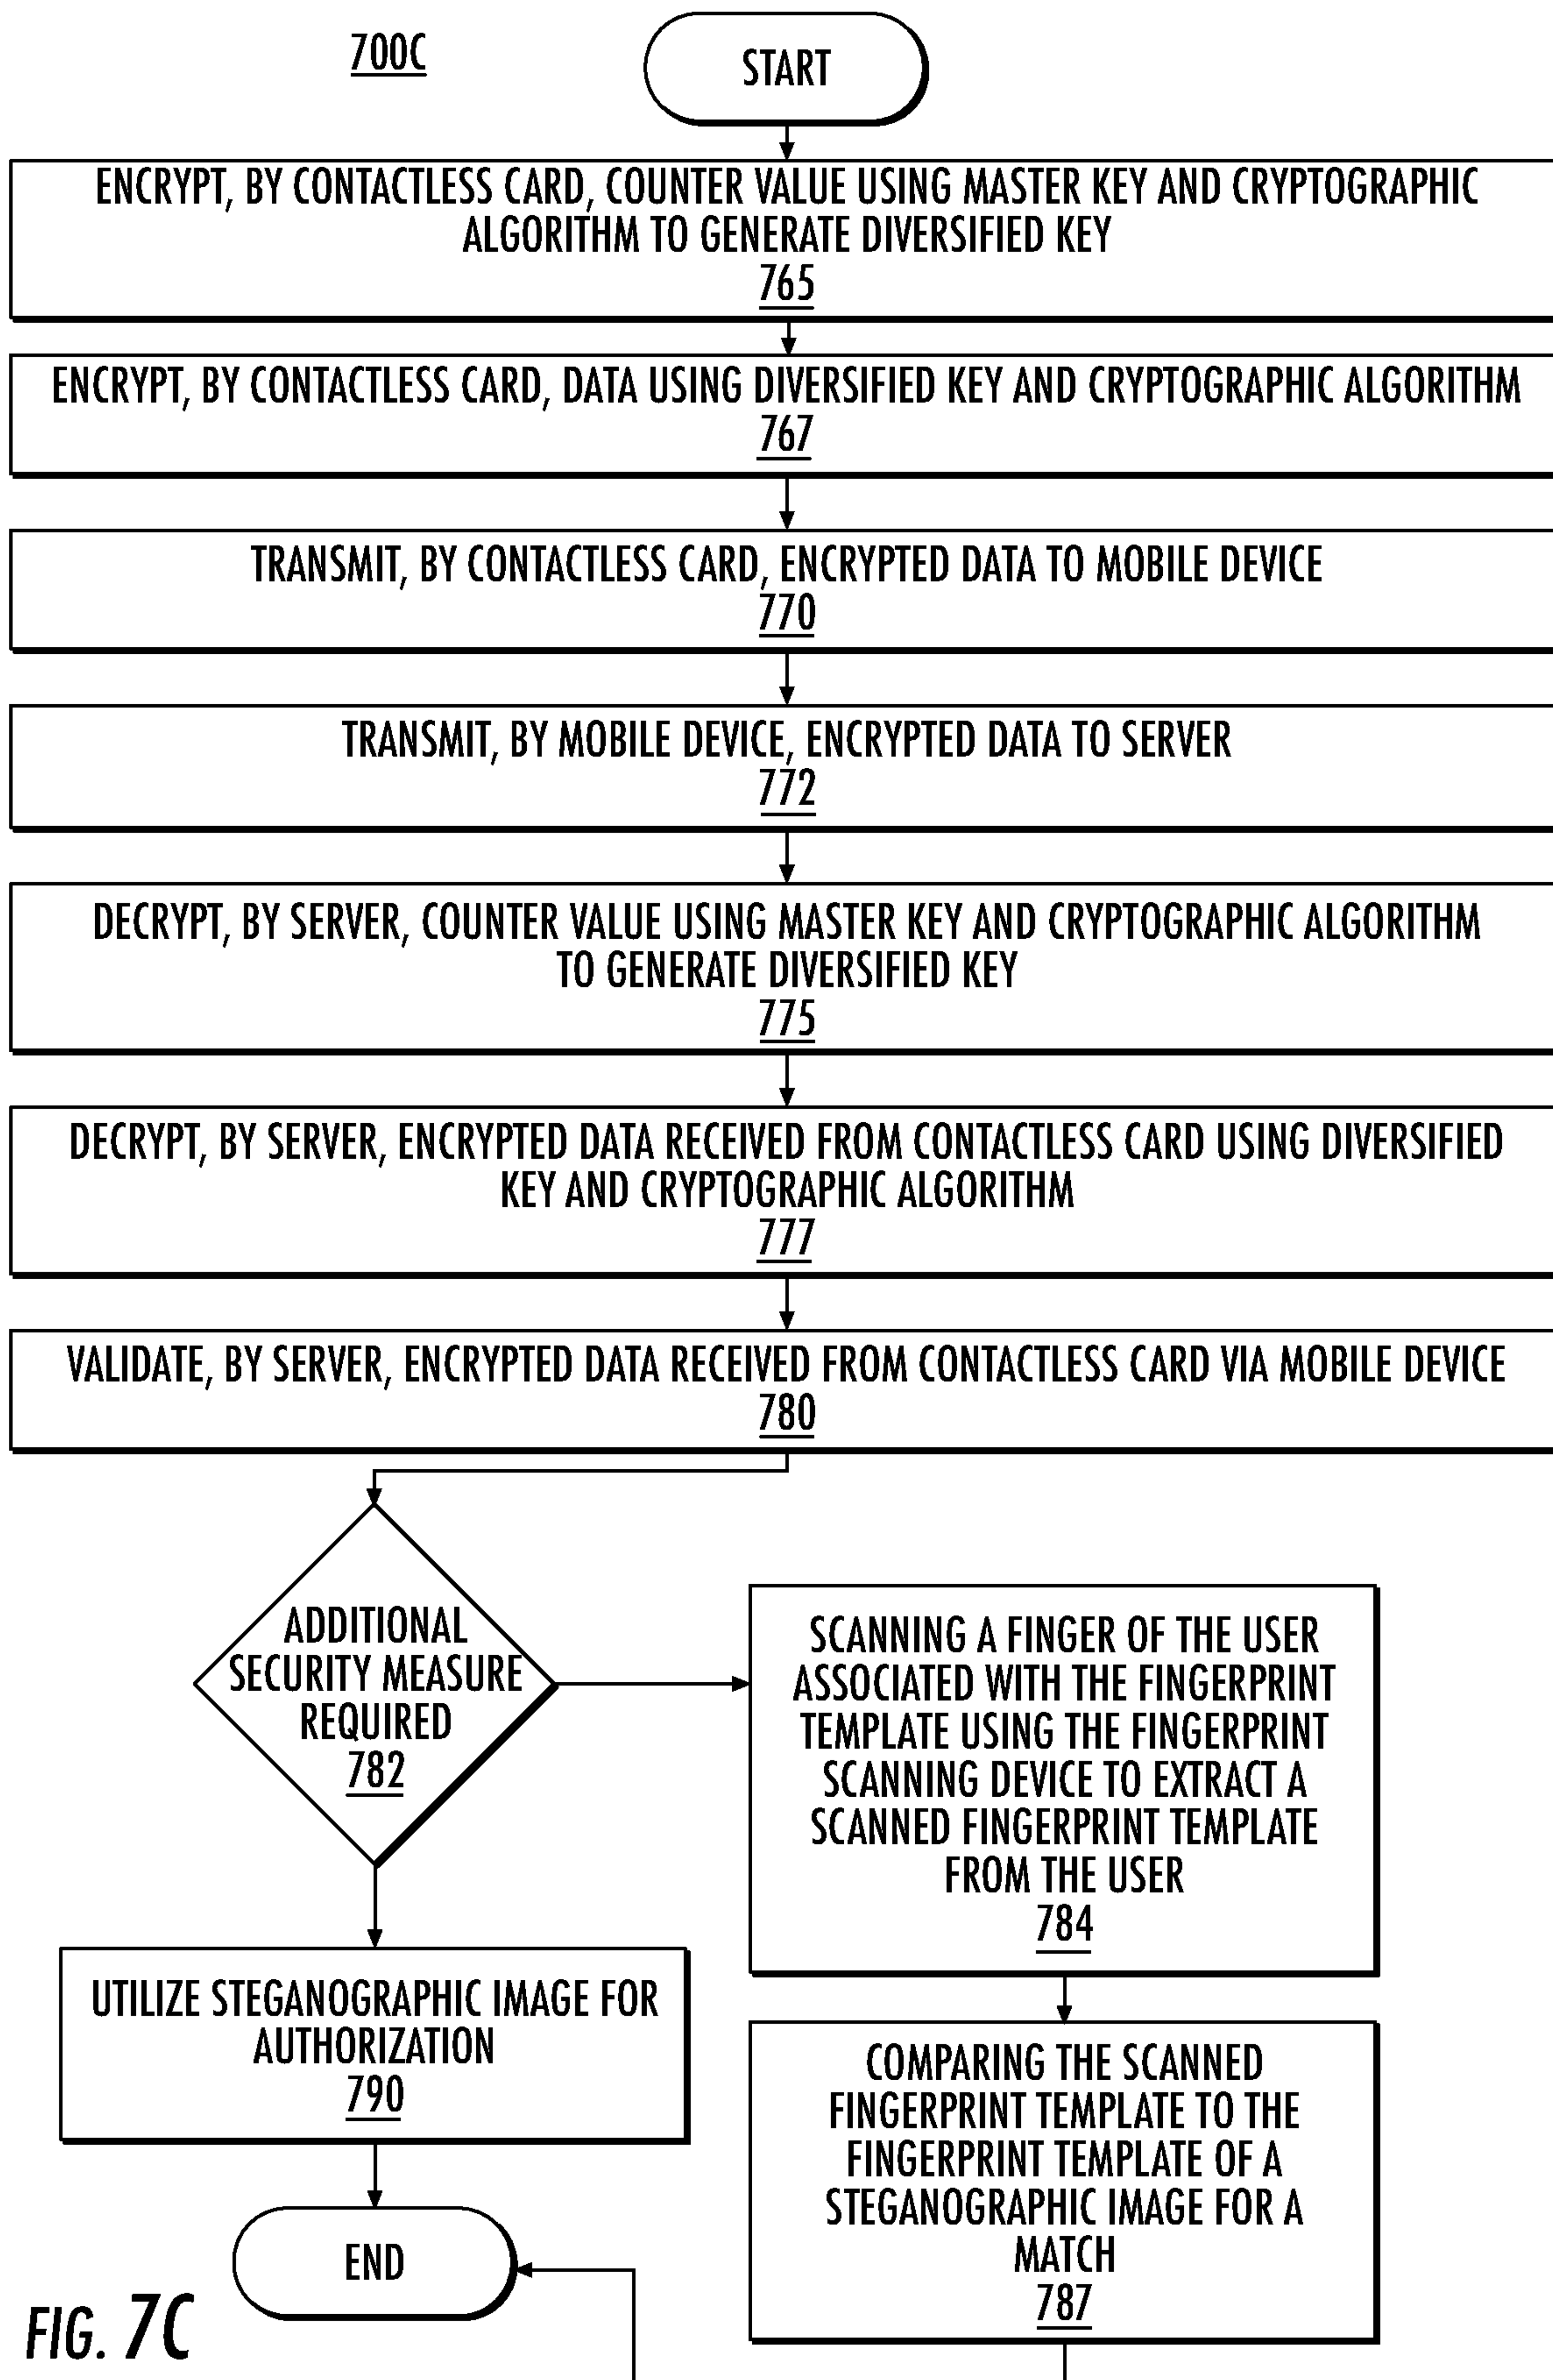 700C
START
ENCRYPT, BY CONTACTLESS CARD, COUNTER VALUE USING MASTER KEY AND CRYPTOGRAPHIC
ALGORITHM TO GENERATE DIVERSIFIED KEY
765
ENCRYPT, BY CONTACTLESS CARD, DATA USING DIVERSIFIED KEY AND CRYPTOGRAPHIC ALGORITHM
767
TRANSMIT, BY CONTACTLESS CARD, ENCRYPTED DATA TO MOBILE DEVICE
770
TRANSMIT, BY MOBILE DEVICE, ENCRYPTED DATA TO SERVER
772
DECRYPT, BY SERVER, COUNTER VALUE USING MASTER KEY AND CRYPTOGRAPHIC ALGORITHM
TO GENERATE DIVERSIFIED KEY
775
DECRYPT, BY SERVER, ENCRYPTED DATA RECEIVED FROM CONTACTLESS CARD USING DIVERSIFIED
KEY AND CRYPTOGRAPHIC ALGORITHM
777
VALIDATE, BY SERVER, ENCRYPTED DATA RECEIVED FROM CONTACTLESS CARD VIA MOBILE DEVICE
780
ADDITIONAL
SECURITY MEASURE
REQUIRED
782
SCANNING A FINGER OF THE USER
ASSOCIATED WITH THE FINGERPRINT
TEMPLATE USING THE FINGERPRINT
SCANNING DEVICE TO EXTRACT A
SCANNED FINGERPRINT TEMPLATE
FROM THE USER
784
UTILIZE STEGANOGRAPHIC IMAGE FOR
AUTHORIZATION
790
COMPARING THE SCANNED
FINGERPRINT TEMPLATE TO THE
FINGERPRINT TEMPLATE OF A
STEGANOGRAPHIC IMAGE FOR A
MATCH
787
END
FIG. 7C